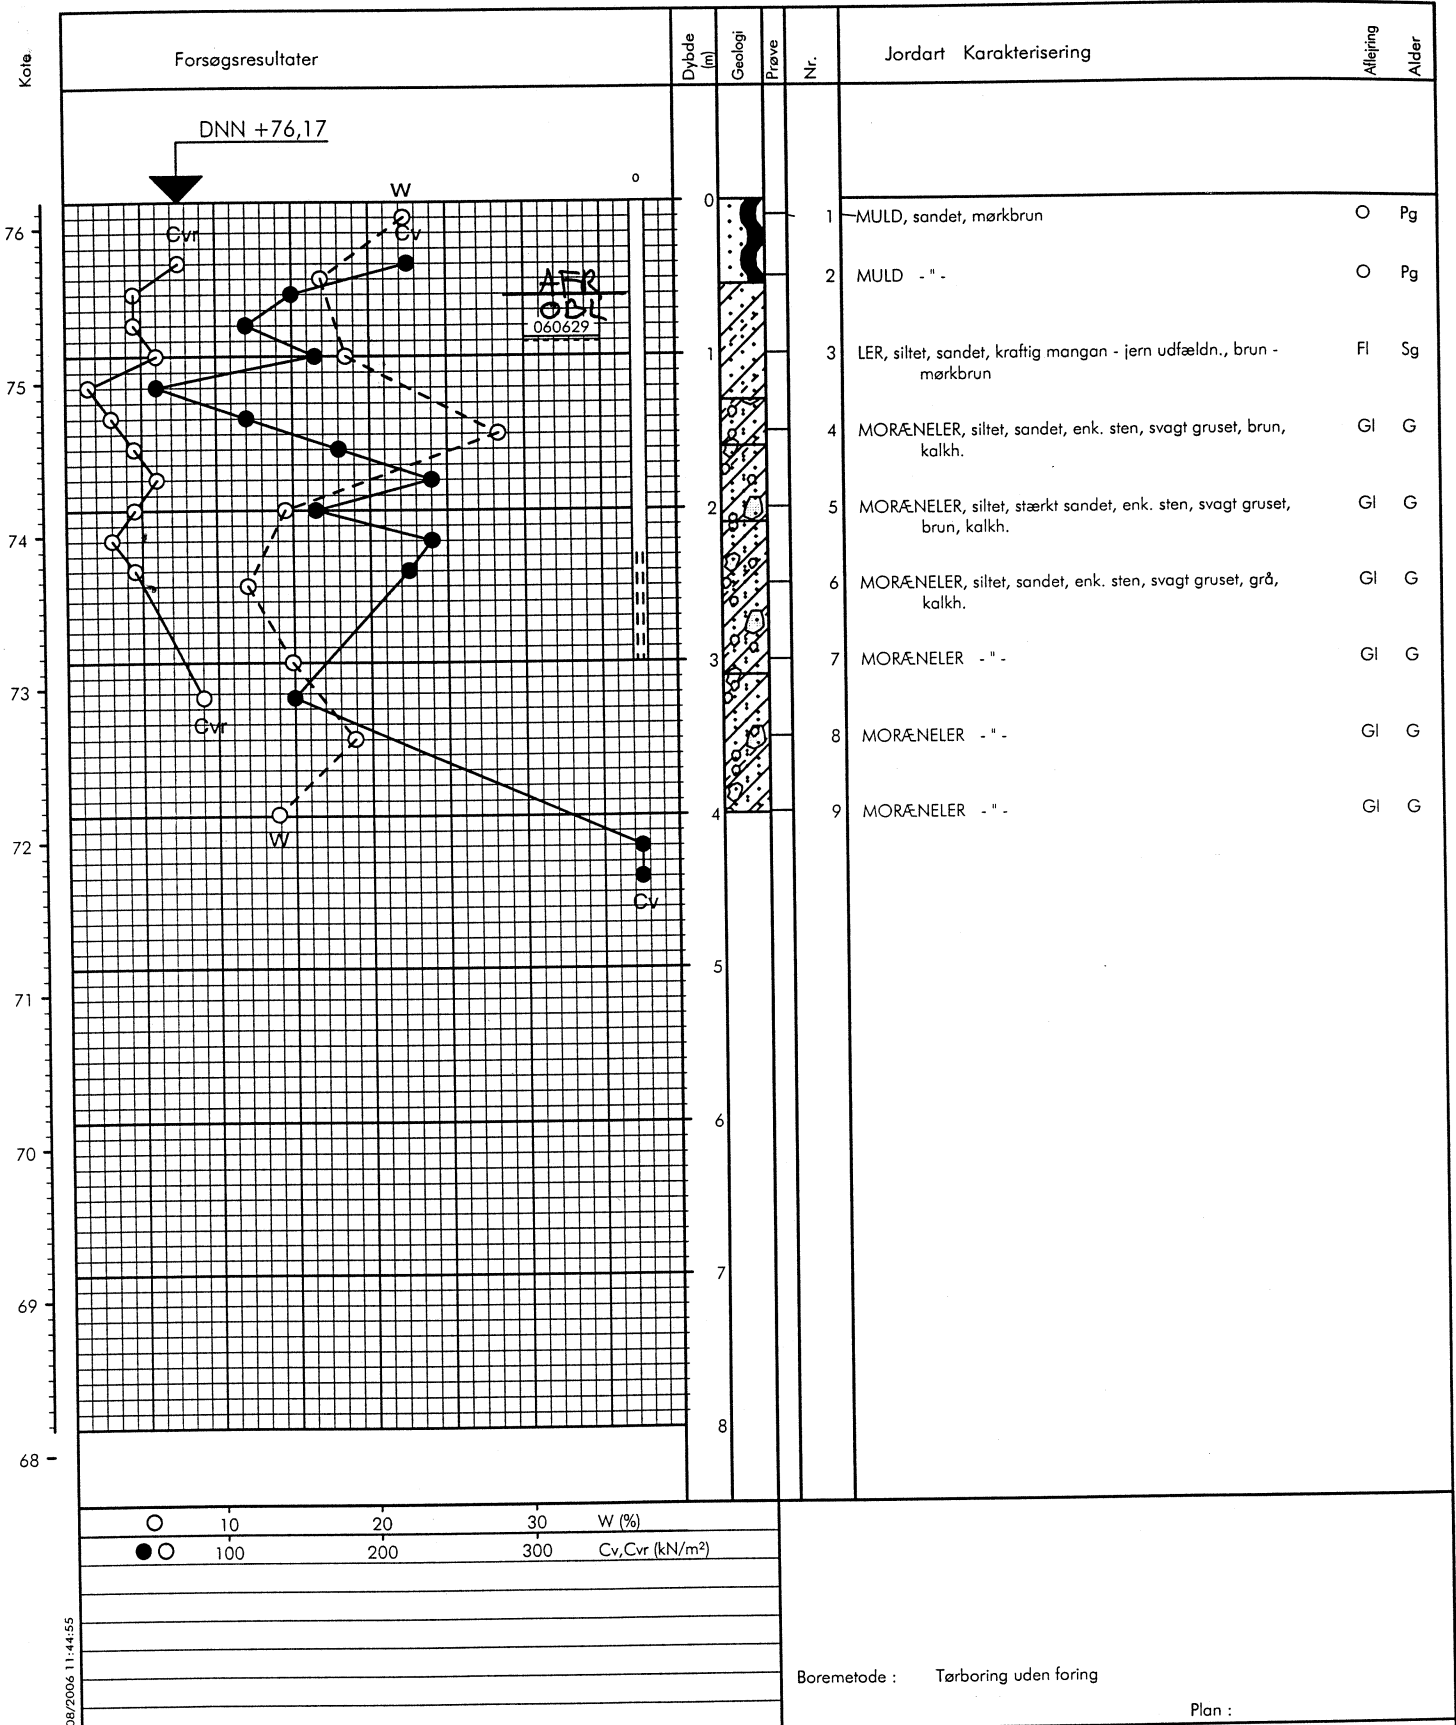 Kote
Forsøgsresultater
Dybde (m)
Geologi
Prøve
Nr.
Jordart Karakterisering
Aflejring
Alder
DNN +76,17
W
Cvr
Cv
AFR
OBL
060629
Cvr
W
Cv
76
75
74
73
72
71
70
69
68
0
1
2
3
4
5
6
7
8
1 MULD, sandet, mørkbrun O Pg
2 MULD - " - O Pg
3 LER, siltet, sandet, kraftig mangan - jern udfældn., brun - Fl Sg
mørkbrun
4 MORÆNELER, siltet, sandet, enk. sten, svagt gruset, brun, Gl G
kalkh.
5 MORÆNELER, siltet, stærkt sandet, enk. sten, svagt gruset, Gl G
brun, kalkh.
6 MORÆNELER, siltet, sandet, enk. sten, svagt gruset, grå, Gl G
kalkh.
7 MORÆNELER - " - Gl G
8 MORÆNELER - " - Gl G
9 MORÆNELER - " - Gl G
10 20 30 W (%)
100 200 300 Cv,Cvr (kN/m²)
08/2006 11:44:55
Boremetode : Tørboring uden foring
Plan :